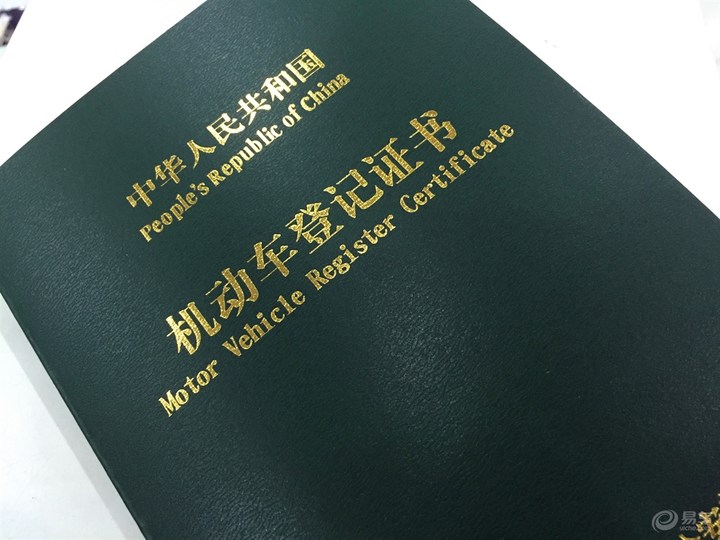 中华人民共和国
People's Republic of China
机动车登记证书
Motor Vehicle Register Certificate